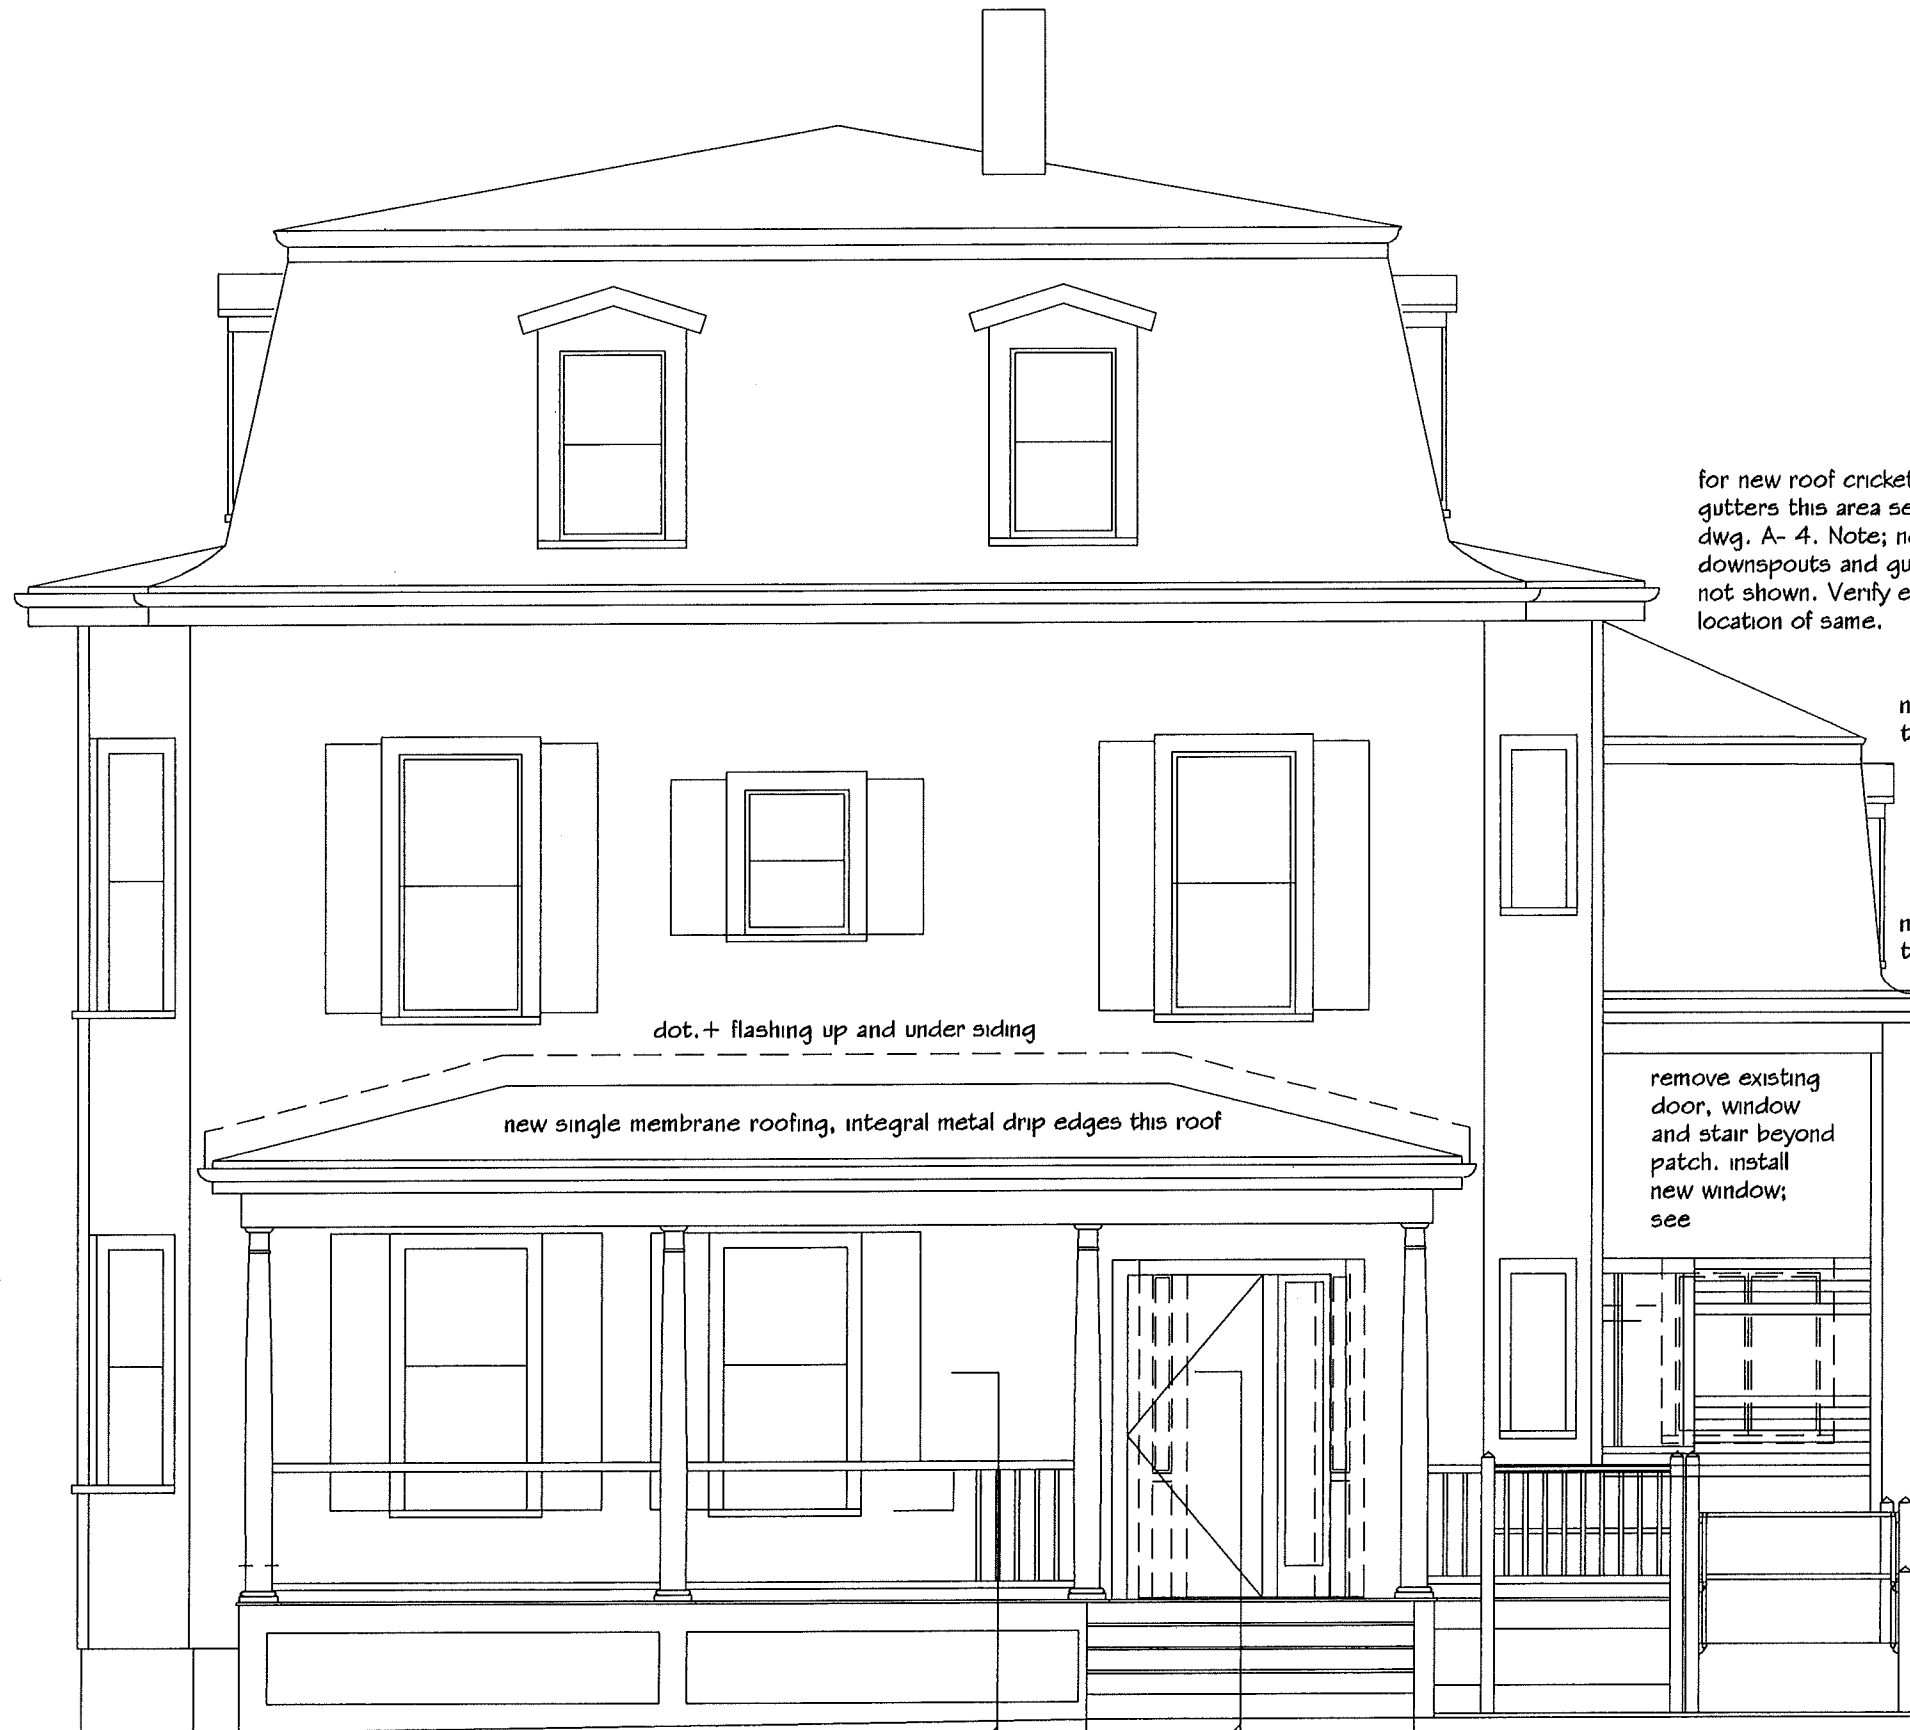 for new roof cricket
gutters this area se
dwg. A- 4. Note; n
downspouts and gu
not shown. Verify e
location of same.
n
t
n
t
dot.+ flashing up and under siding
remove existing
door, window
and stair beyond
patch. install
new window;
see
new single membrane roofing, integral metal drip edges this roof